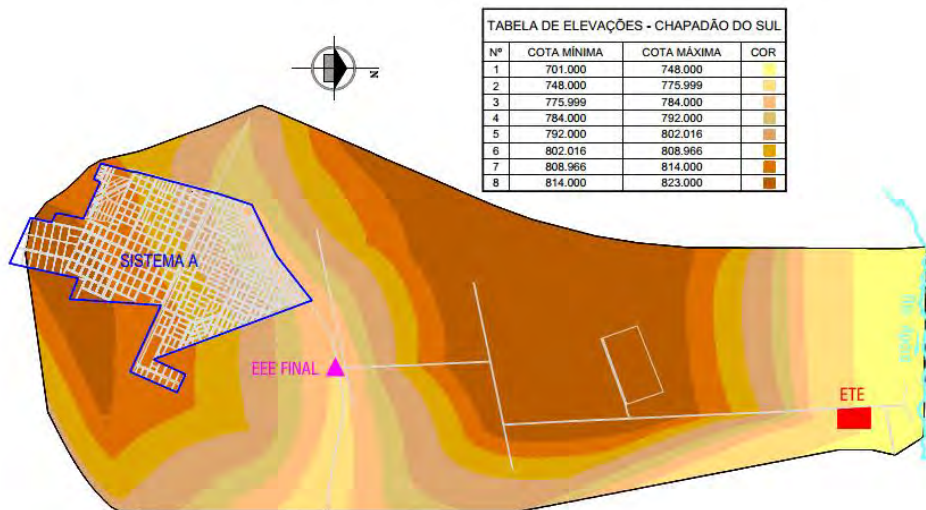 TABELA DE ELEVAÇÕES - CHAPADÃO DO SUL
Nº COTA MÍNIMA COTA MÁXIMA COR
1 701.000 748.000
2 748.000 775.999
3 775.999 784.000
4 784.000 792.000
5 792.000 802.016
6 802.016 808.966
7 808.966 814.000
8 814.000 823.000
N
SISTEMA A
EEE FINAL
ETE